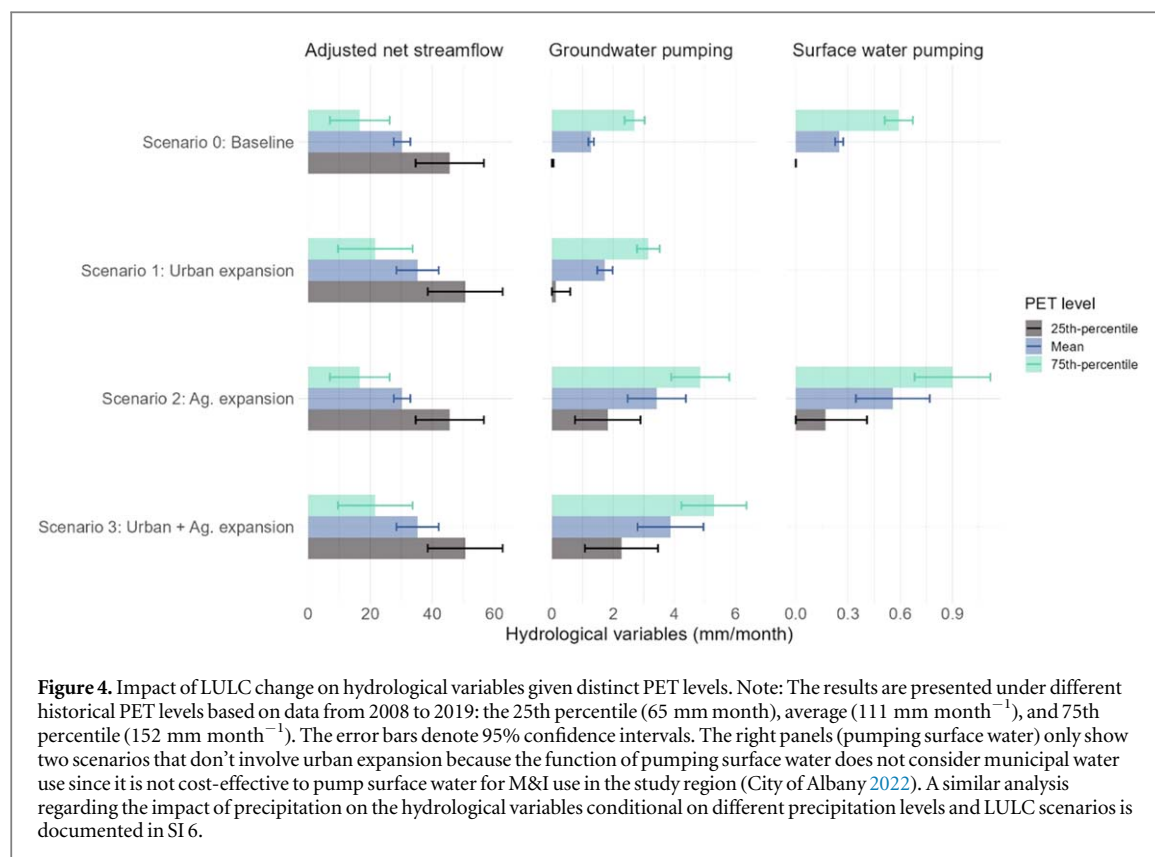 Adjusted net streamflow
Groundwater pumping
Surface water pumping
Scenario 0: Baseline
Scenario 1: Urban expansion
Scenario 2: Ag. expansion
Scenario 3: Urban + Ag. expansion
PET level
25th-percentile
Mean
75th-percentile
0 20 40 60
0 2 4 6
0.0 0.3 0.6 0.9
Hydrological variables (mm/month)
Figure 4. Impact of LULC change on hydrological variables given distinct PET levels. Note: The results are presented under different
historical PET levels based on data from 2008 to 2019: the 25th percentile (65 mm month), average (111 mm month⁻¹), and 75th
percentile (152 mm month⁻¹). The error bars denote 95% confidence intervals. The right panels (pumping surface water) only show
two scenarios that don't involve urban expansion because the function of pumping surface water does not consider municipal water
use since it is not cost-effective to pump surface water for M&I use in the study region (City of Albany 2022). A similar analysis
regarding the impact of precipitation on the hydrological variables conditional on different precipitation levels and LULC scenarios is
documented in SI 6.